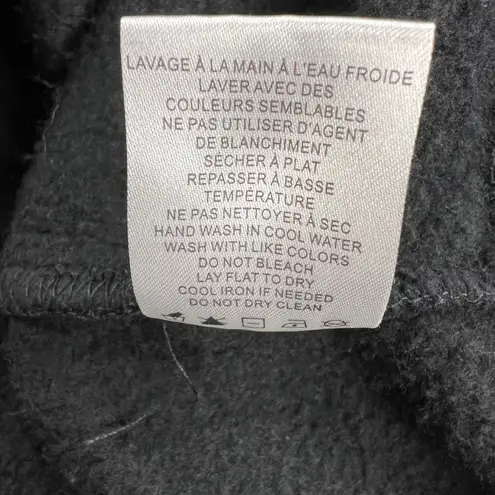 LAVAGE À LA MAIN À L'EAU FROIDE
LAVER AVEC DES
COULEURS SEMBLABLES
NE PAS UTILISER D'AGENT
DE BLANCHIMENT
SÉCHER À PLAT
REPASSER À BASSE
TEMPÉRATURE
NE PAS NETTOYER À SEC
HAND WASH IN COOL WATER
WASH WITH LIKE COLORS
DO NOT BLEACH
LAY FLAT TO DRY
COOL IRON IF NEEDED
DO NOT DRY CLEAN